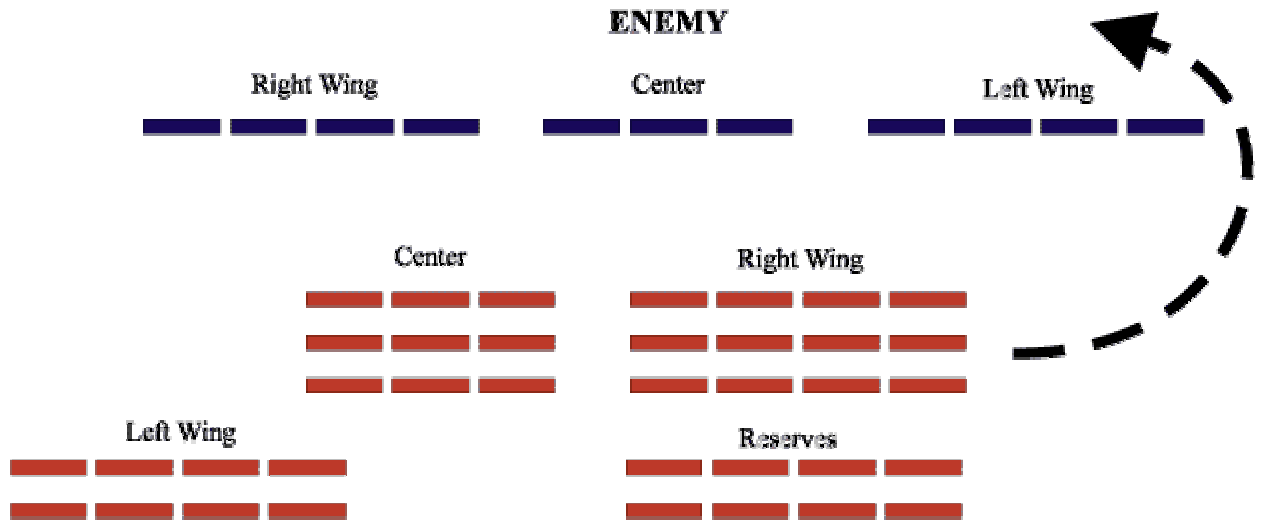 ENEMY
Right Wing
Center
Left Wing
Center
Right Wing
Left Wing
Reserves